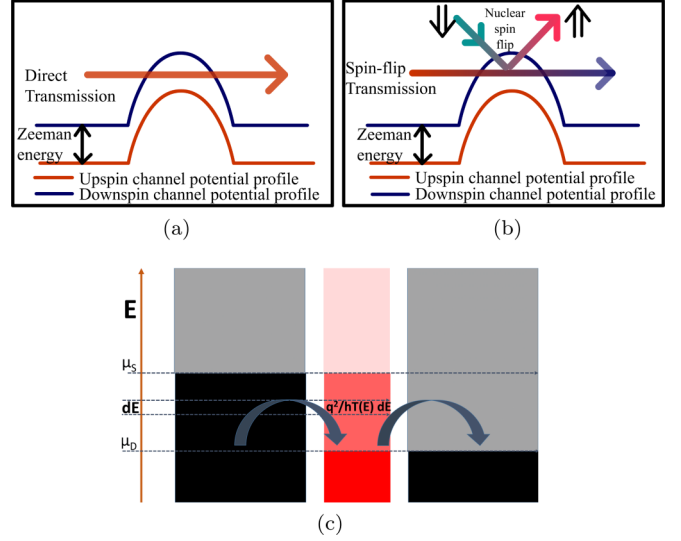 Direct
Transmission
Zeeman
energy
Upspin channel potential profile
Downspin channel potential profile
(a)
Nuclear
spin
flip
Spin-flip
Transmission
Zeeman
energy
Upspin channel potential profile
Downspin channel potential profile
(b)
E
μS
dE
q²/hT(E) dE
μD
(c)